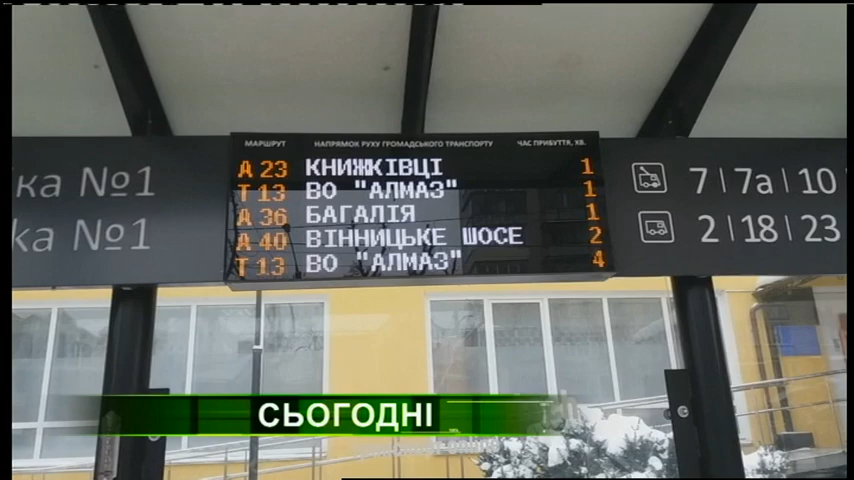 МАРШРУТ НАПРЯМОК РУХУ ГРОМАДСЬКОГО ТРАНСПОРТУ ЧАС ПРИБУТТЯ, ХВ.
А 23 КНИЖКІВЦІ 1
Т 13 ВО "АЛМАЗ" 1
А 36 БАГАЛІЯ 1
А 40 ВІННИЦЬКЕ ШОСЕ 2
Т 13 ВО "АЛМАЗ" 4
ка №1
ka №1
7 | 7а | 10
2 | 18 | 23
СЬОГОДНІ